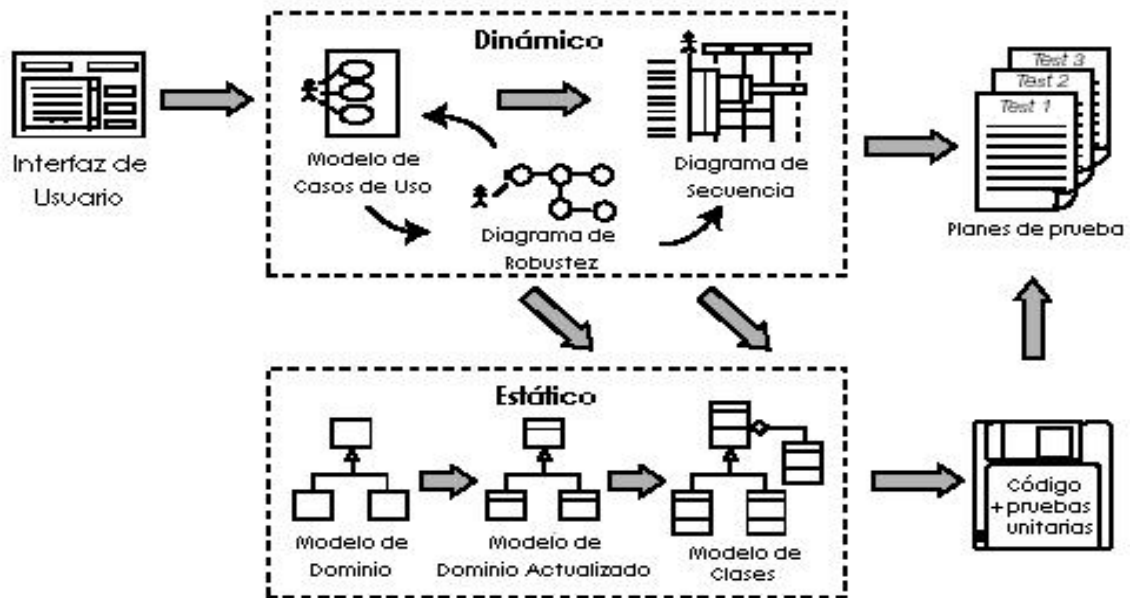 Dinámico
Interfaz de
Usuario
Modelo de
Casos de Uso
Diagrama de
Robustez
Diagrama de
Secuencia
Test 3
Test 2
Test 1
Planes de prueba
Estático
Modelo de
Dominio
Modelo de
Dominio Actualizado
Modelo de
Clases
Código
+ pruebas
unitarias